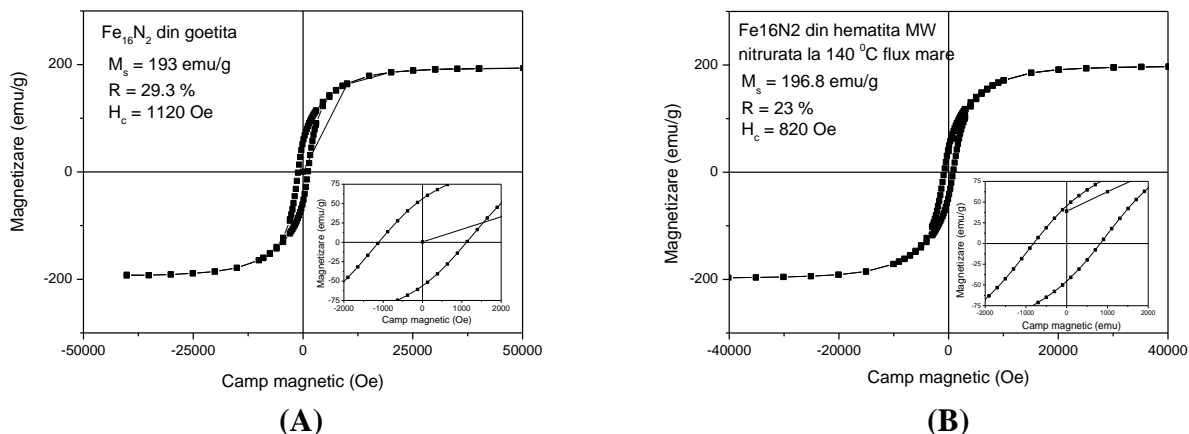 Fe16N2 din goetita
Ms = 193 emu/g
R = 29.3 %
Hc = 1120 Oe
Magnetizare (emu/g)
200
0
-200
-50000 -25000 0 25000 50000
Camp magnetic (Oe)
Magnetizare (emu/g)
75
50
25
0
-25
-50
-75
-2000 -1000 0 1000 2000
Camp magnetic (Oe)
(A)
Fe16N2 din hematita MW
nitrurata la 140 0C flux mare
Ms = 196.8 emu/g
R = 23 %
Hc = 820 Oe
Magnetizare (emu/g)
200
0
-200
-40000 -20000 0 20000 40000
Camp magnetic (Oe)
Magnetizare (emu/g)
75
50
25
0
-25
-50
-75
-2000 -1000 0 1000 2000
Camp magnetic (emu)
(B)